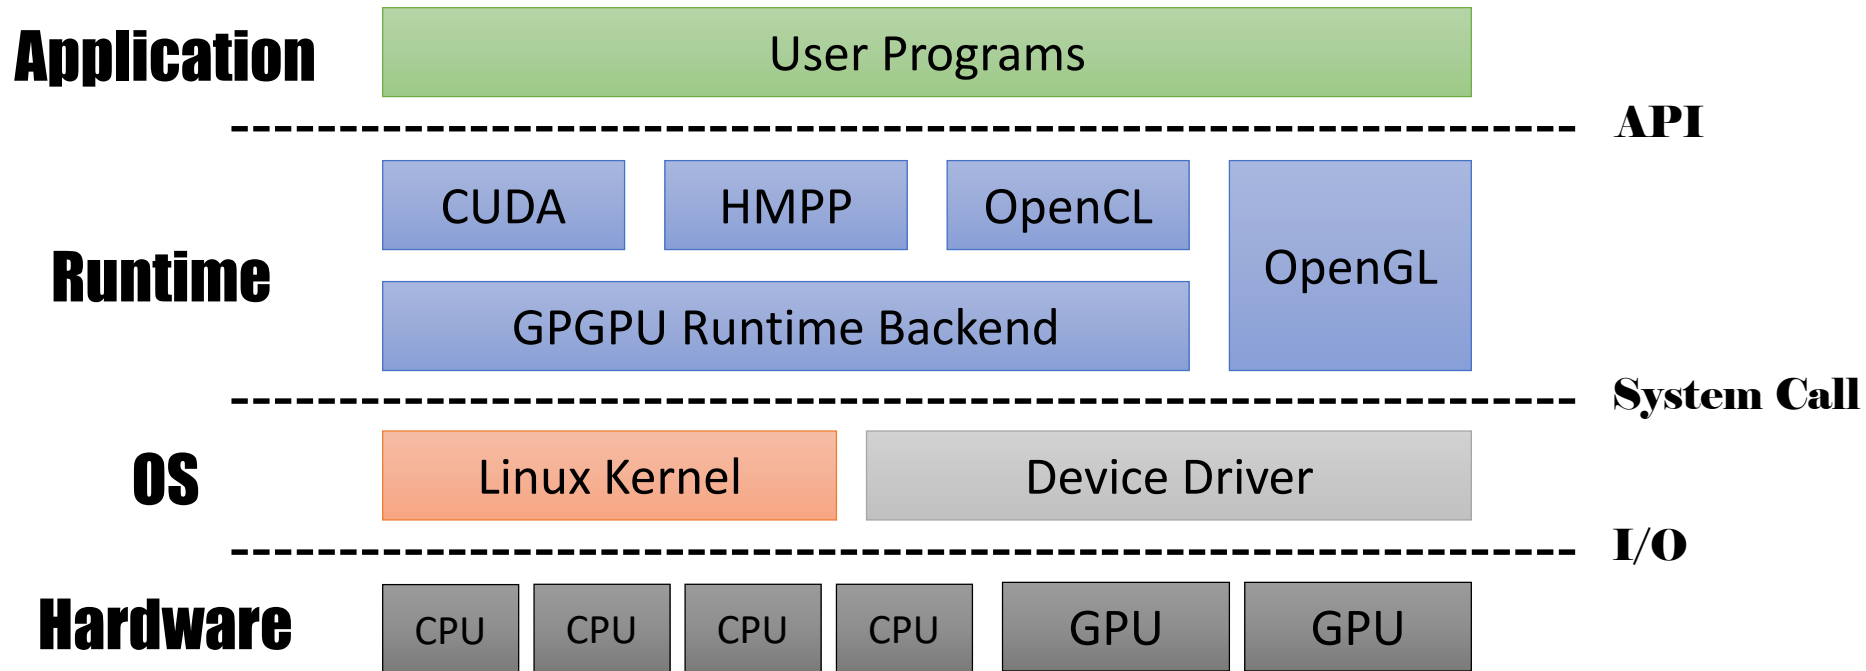 Application
User Programs
API
CUDA
HMPP
OpenCL
OpenGL
Runtime
GPGPU Runtime Backend
System Call
OS
Linux Kernel
Device Driver
I/O
Hardware
CPU
CPU
CPU
CPU
GPU
GPU